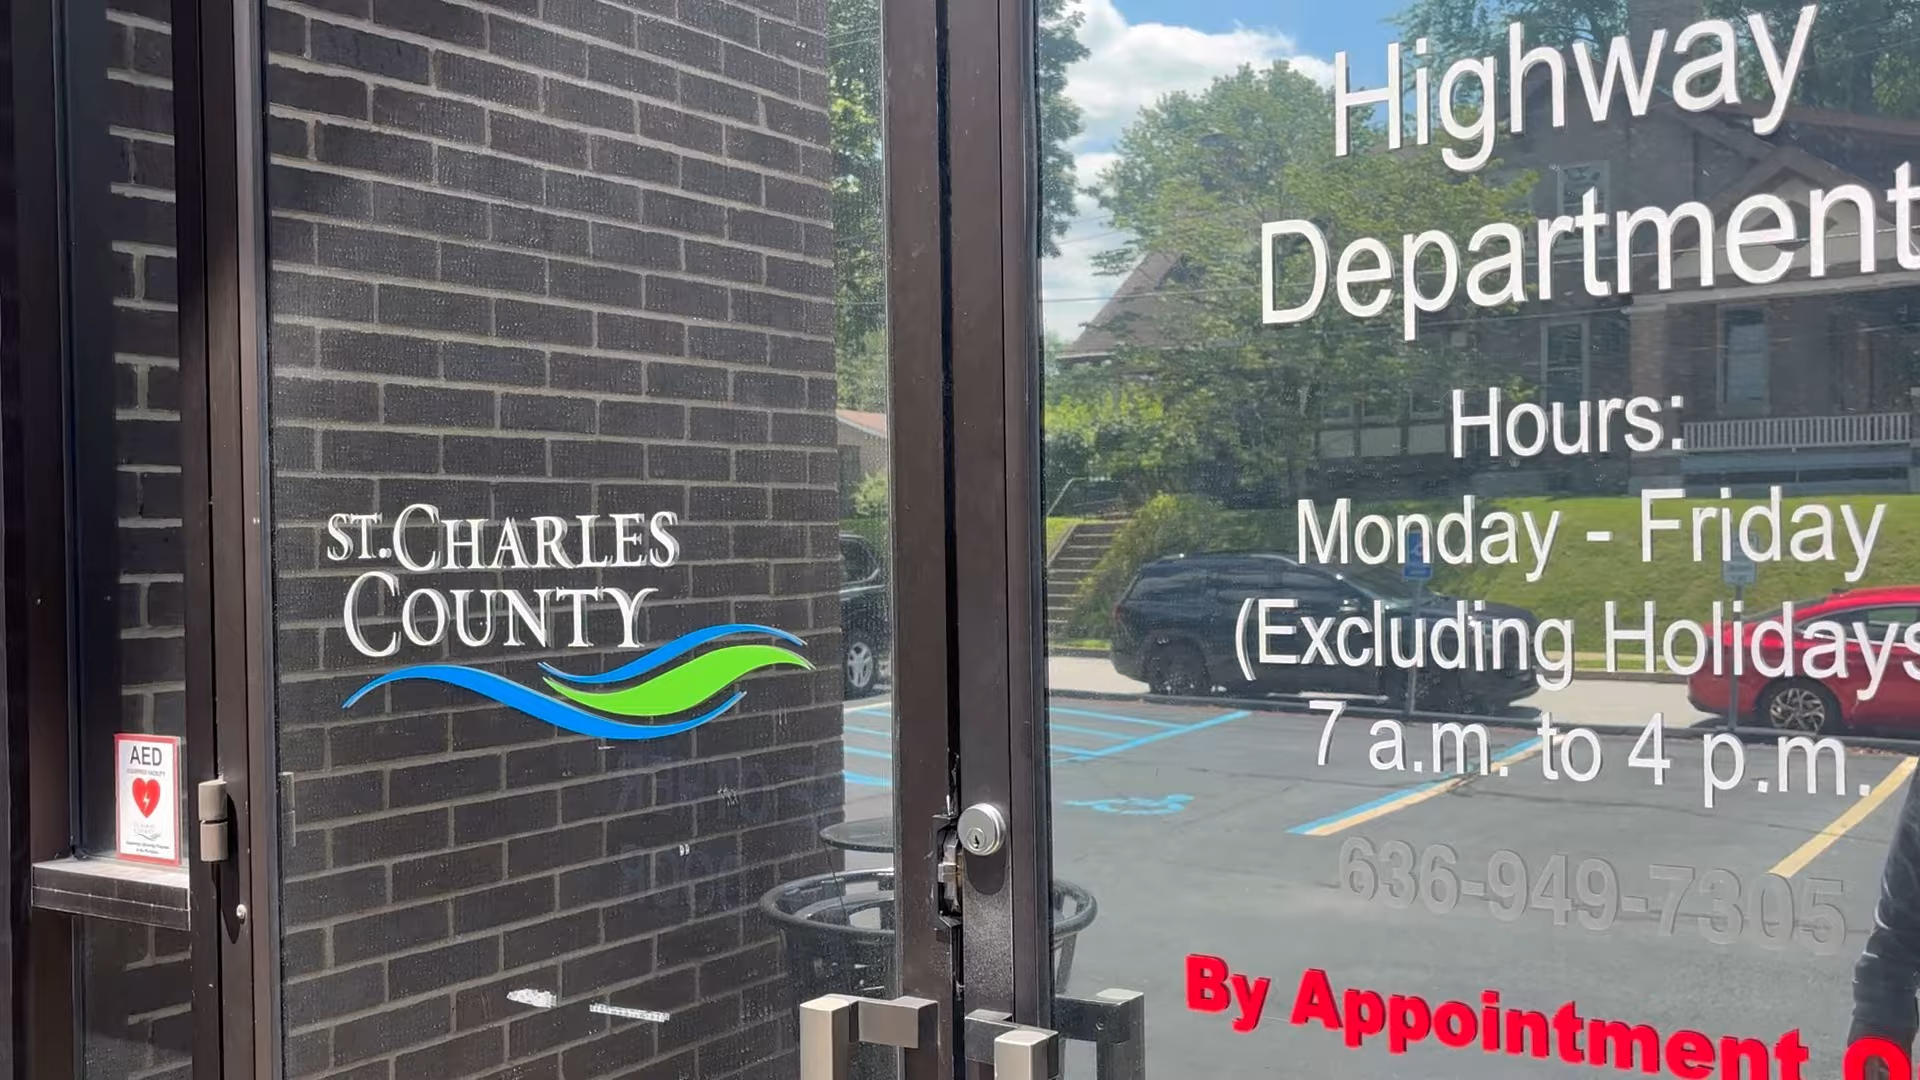 ST. CHARLES
COUNTY
AED
Highway
Department
Hours:
Monday - Friday
(Excluding Holidays
7 a.m. to 4 p.m.
636-949-7305
By Appointment O